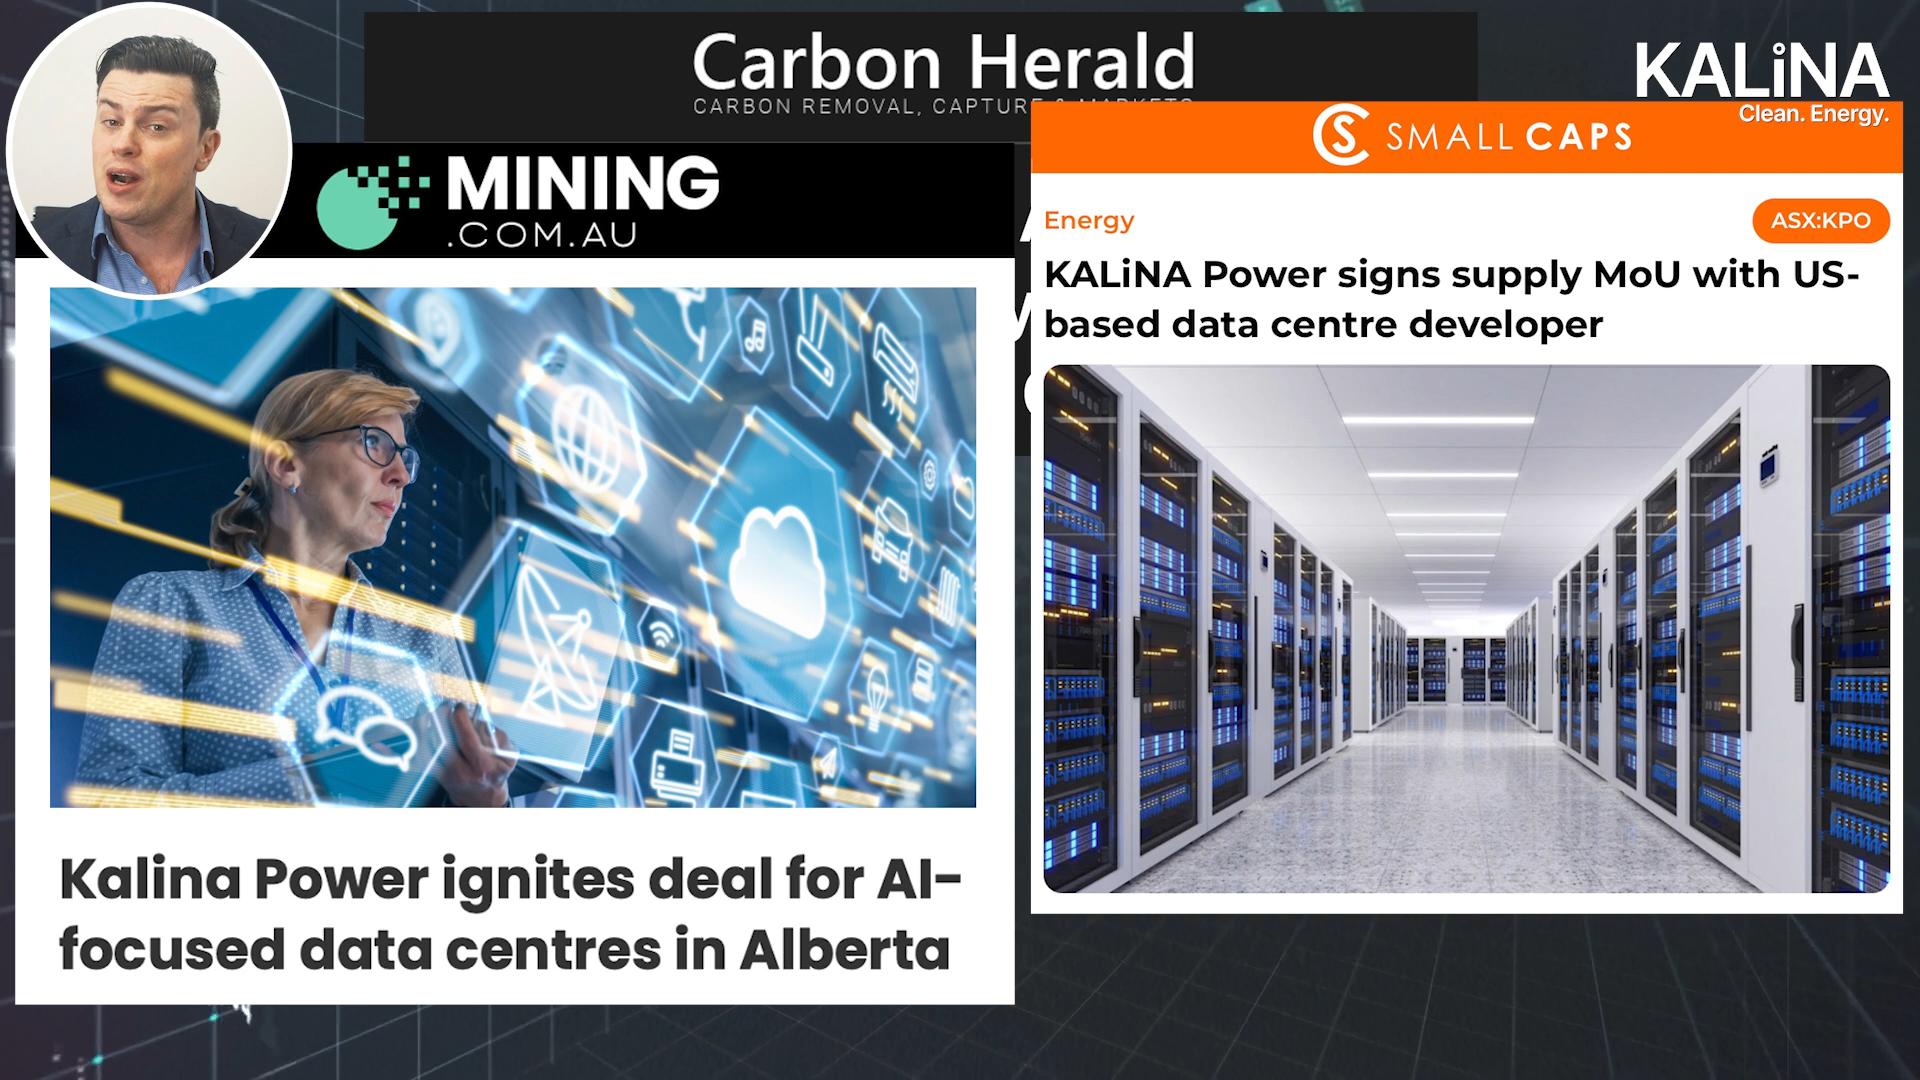 Carbon Herald
CARBON REMOVAL, CAPTURE & MARKETS
KALiNA
Clean. Energy.
SMALL CAPS
MINING
.COM.AU
Energy
ASX:KPO
KALiNA Power signs supply MoU with US-
based data centre developer
Kalina Power ignites deal for AI-
focused data centres in Alberta